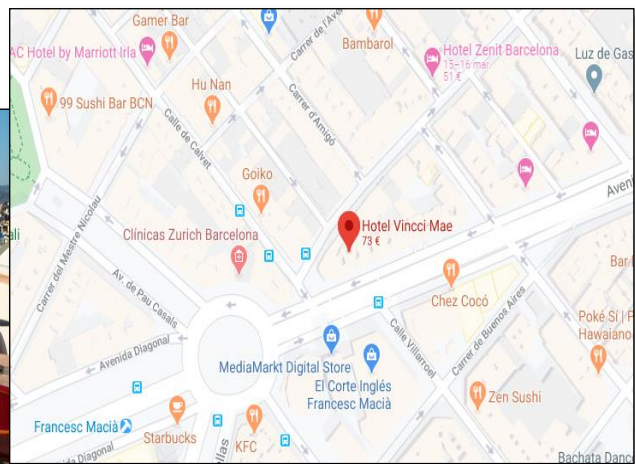 Gamer Bar
AC Hotel by Marriott Irla
Bambarol
Carrer de l'Aven
Hotel Zenit Barcelona
15–16 mar
51 €
Luz de Gas
99 Sushi Bar BCN
Hu Nan
Carrer d'Amigó
Calle de Calvet
Goiko
Aveni
Hotel Vincci Mae
73 €
Clínicas Zurich Barcelona
Carrer del Mestre Nicolau
Av. de Pau Casals
Chez Cocó
Bar
Calle Villarroel
Carrer de Buenos Aires
Poké Sí | F
Hawaiano
Avenida Diagonal
MediaMarkt Digital Store
El Corte Inglés
Francesc Macià
Zen Sushi
Francesc Macià
Starbucks
KFC
Diagonal
Bachata Danc